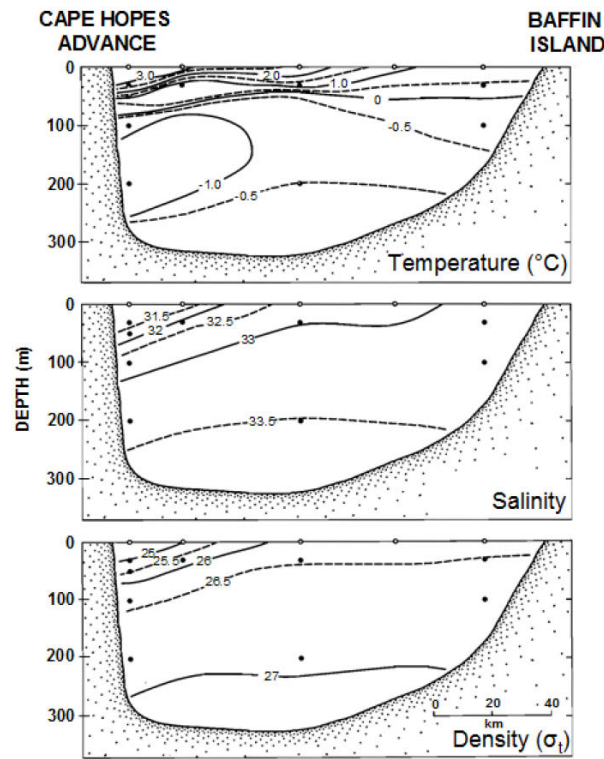 CAPE HOPES
ADVANCE
BAFFIN
ISLAND
0
100
200
300
3.0
2.0
1.0
0
-0.5
-1.0
-0.5
Temperature (°C)
DEPTH (m)
0
100
200
300
31.5
32
32.5
33
33.5
Salinity
0
100
200
300
25
25.5
26
26.5
27
0 20 40
km
Density (σt)